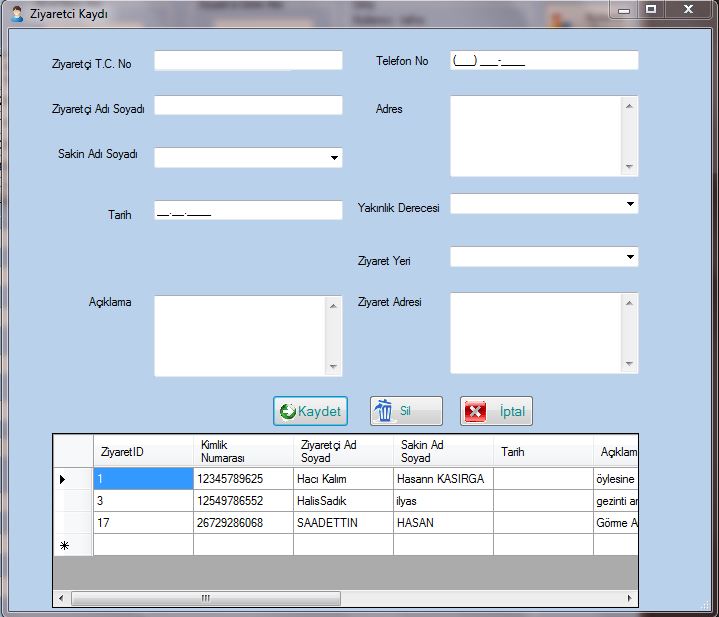 Ziyaretci Kaydı
Ziyaretçi T.C. No
Telefon No
(___) ___-____
Ziyaretçi Adı Soyadı
Adres
Sakin Adı Soyadı
Tarih
__.__.____
Yakınlık Derecesi
Ziyaret Yeri
Açıklama
Ziyaret Adresi
Kaydet
Sil
İptal
ZiyaretID
Kimlik
Numarası
Ziyaretçi Ad
Soyad
Sakin Ad
Soyad
Tarih
Açıklam
1 12345789625 Hacı Kalım Hasann KASIRGA öylesine
3 12549786552 HalisSadık ilyas gezinti ar
17 26729286068 SAADETTIN HASAN Görme A